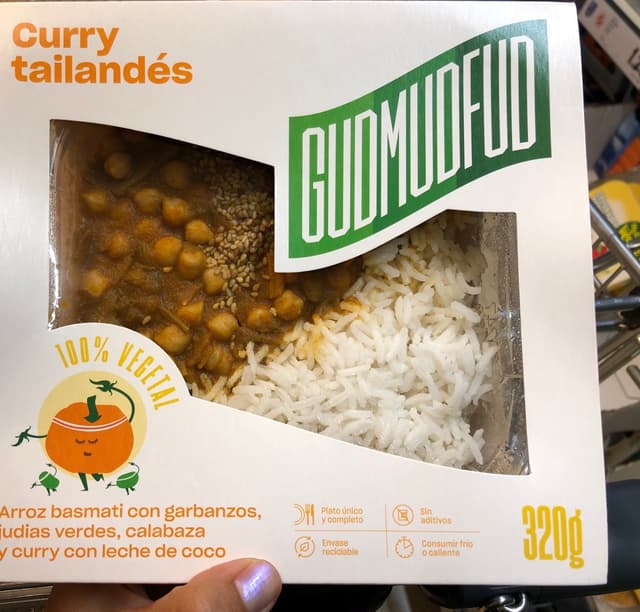 Curry
tailandés
GUDMUDFUD
100% VEGETAL
Arroz basmati con garbanzos,
judias verdes, calabaza
y curry con leche de coco
Plato único
y completo
Sin
aditivos
Envase
reciclable
Consumir frío
o caliente
320g